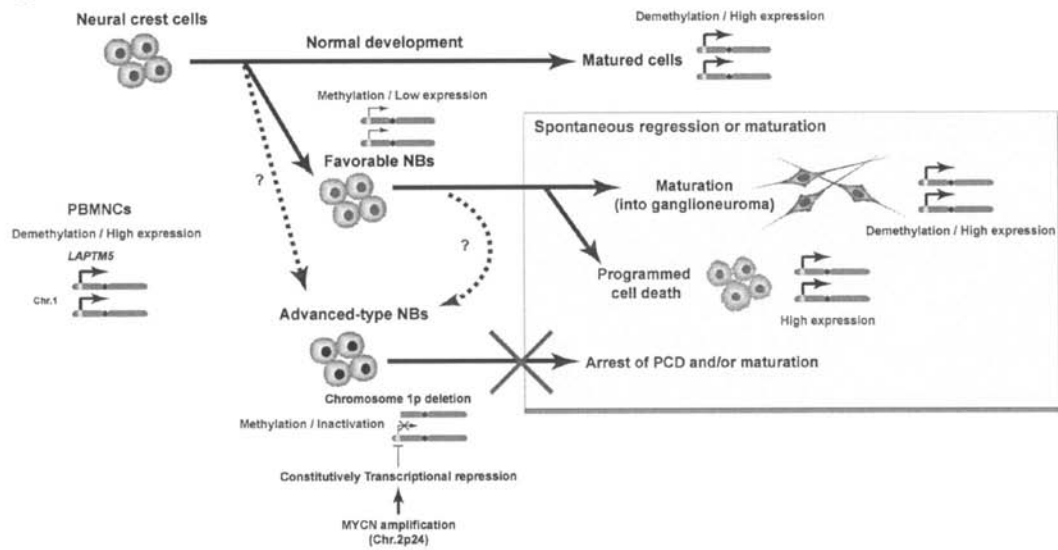 Neural crest cells
Normal development
Demethylation / High expression
Matured cells
Methylation / Low expression
Favorable NBs
?
?
Spontaneous regression or maturation
Maturation
(into ganglioneuroma)
Demethylation / High expression
Programmed
cell death
High expression
PBMNCs
Demethylation / High expression
LAPTM5
Chr.1
Advanced-type NBs
Arrest of PCD and/or maturation
Chromosome 1p deletion
Methylation / Inactivation
Constitutively Transcriptional repression
MYCN amplification
(Chr.2p24)